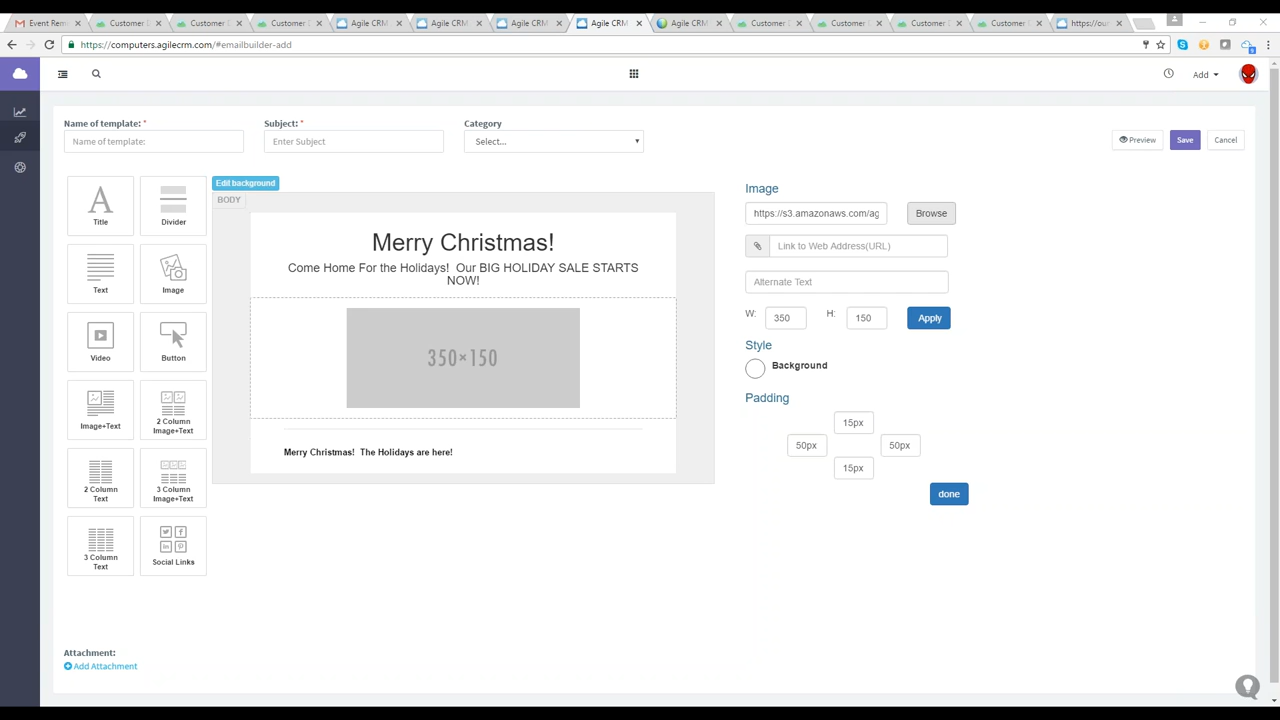 Event Rem
Customer
Customer
Customer
Agile CRM
Agile CRM
Agile CRM
Agile CRM
Agile CRM
Customer
Customer
Customer
Customer
https://ou
https://computers.agilecrm.com/#emailbuilder-add
Add
Name of template: *
Subject: *
Category
Name of template:
Enter Subject
Select...
Preview
Save
Cancel
Edit background
BODY
Title
Divider
Text
Image
Video
Button
Image+Text
2 Column
Image+Text
2 Column
Text
3 Column
Image+Text
3 Column
Text
Social Links
Merry Christmas!
Come Home For the Holidays! Our BIG HOLIDAY SALE STARTS
NOW!
350×150
Merry Christmas! The Holidays are here!
Image
https://s3.amazonaws.com/ag
Browse
Link to Web Address(URL)
Alternate Text
W: 350 H: 150 Apply
Style
Background
Padding
15px
50px 50px
15px
done
Attachment:
Add Attachment